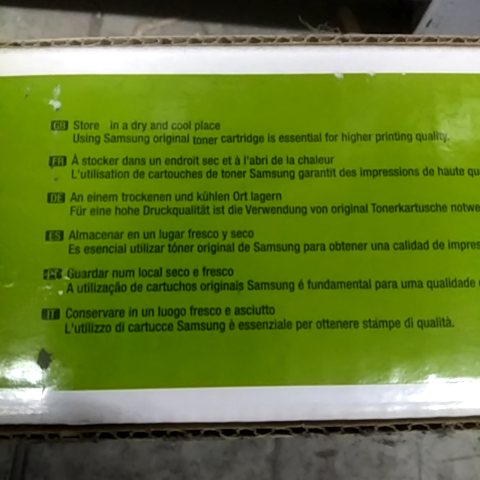 GB Store in a dry and cool place
Using Samsung original toner cartridge is essential for higher printing quality.
FR À stocker dans un endroit sec et à l'abri de la chaleur
L'utilisation de cartouches de toner Samsung garantit des impressions de haute qu
DE An einem trockenen und kühlen Ort lagern
Für eine hohe Druckqualität ist die Verwendung von original Tonerkartusche notwe
ES Almacenar en un lugar fresco y seco
Es esencial utilizar tóner original de Samsung para obtener una calidad de impres
Guardar num local seco e fresco
A utilização de cartuchos originais Samsung é fundamental para uma qualidade
IT Conservare in un luogo fresco e asciutto
L'utilizzo di cartucce Samsung è essenziale per ottenere stampe di qualità.